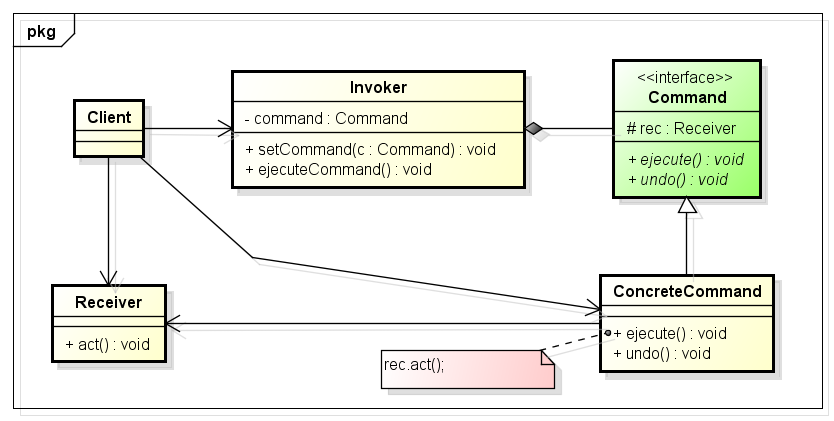 pkg
Client
Invoker
- command : Command
+ setCommand(c : Command) : void
+ ejecuteCommand() : void
<<interface>>
Command
# rec : Receiver
+ ejecute() : void
+ undo() : void
Receiver
+ act() : void
ConcreteCommand
+ ejecute() : void
+ undo() : void
rec.act();